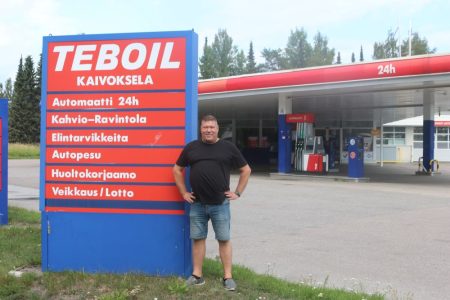 TEBOIL
KAIVOKSELA
Automaatti 24h
Kahvio-Ravintola
Elintarvikkeita
Autopesu
Huoltokorjaamo
Veikkaus/Lotto
24h